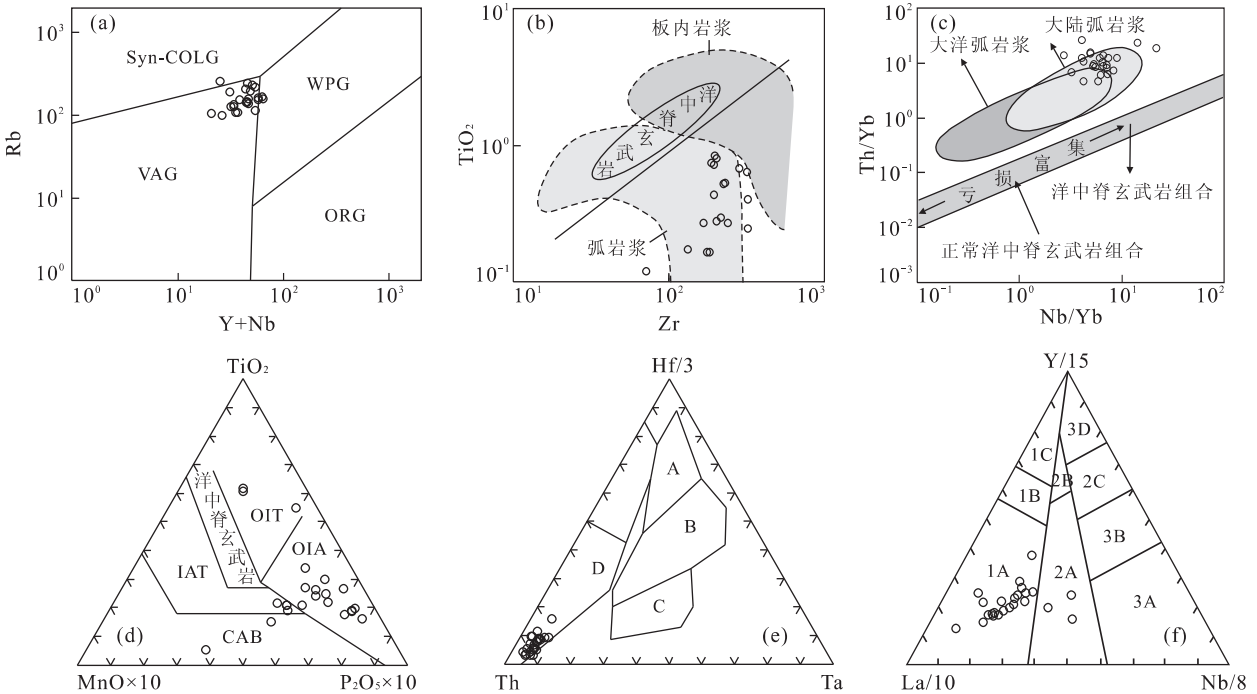 (a)
Syn-COLG
WPG
VAG
ORG
Rb
10³
10²
10¹
10⁰
10⁰
10¹
10²
10³
Y+Nb
(b)
板内岩浆
洋中脊玄武岩
弧岩浆
TiO₂
10¹
10⁰
10⁻¹
10¹
10²
10³
Zr
(c)
大陆弧岩浆
大洋弧岩浆
亏损富集
洋中脊玄武岩组合
正常洋中脊玄武岩组合
Th/Yb
10²
10¹
10⁰
10⁻¹
10⁻²
10⁻³
10⁻¹
10⁰
10¹
10²
Nb/Yb
TiO₂
洋中脊玄武岩
OIT
OIA
IAT
CAB
(d)
MnO×10
P₂O₅×10
Hf/3
A
B
D
C
(e)
Th
Ta
Y/15
3D
1C
2B
2C
1B
3B
1A
2A
3A
(f)
La/10
Nb/8